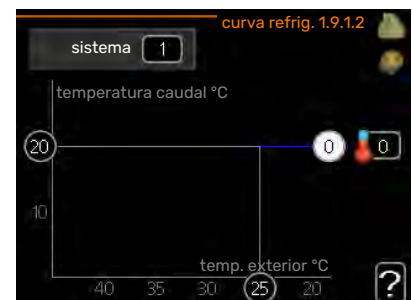 curva refrig. 1.9.1.2
sistema 1
temperatura caudal °C
20
0
0
10
temp. exterior °C
40 35 30 25 20
?